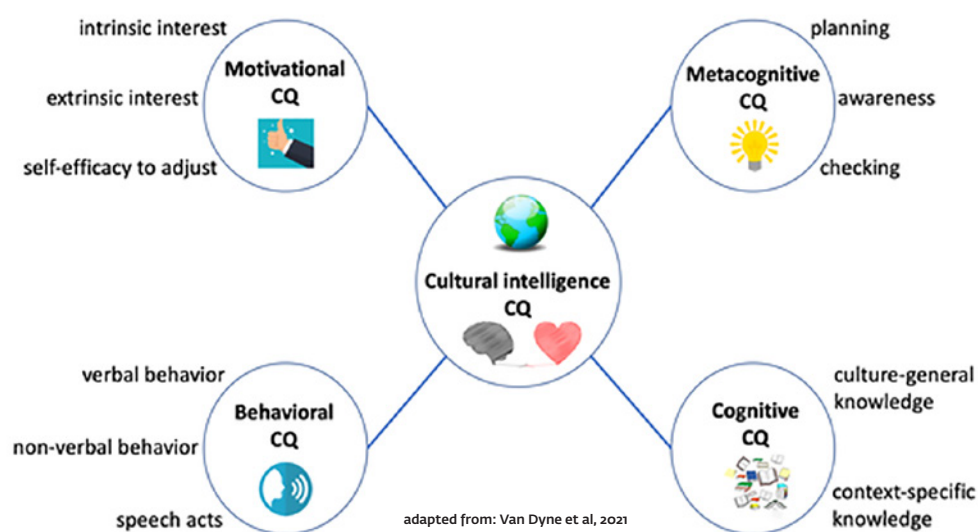 intrinsic interest
extrinsic interest
self-efficacy to adjust
Motivational
CQ
planning
awareness
checking
Metacognitive
CQ
Cultural intelligence
CQ
verbal behavior
non-verbal behavior
speech acts
Behavioral
CQ
culture-general
knowledge
context-specific
knowledge
Cognitive
CQ
adapted from: Van Dyne et al, 2021